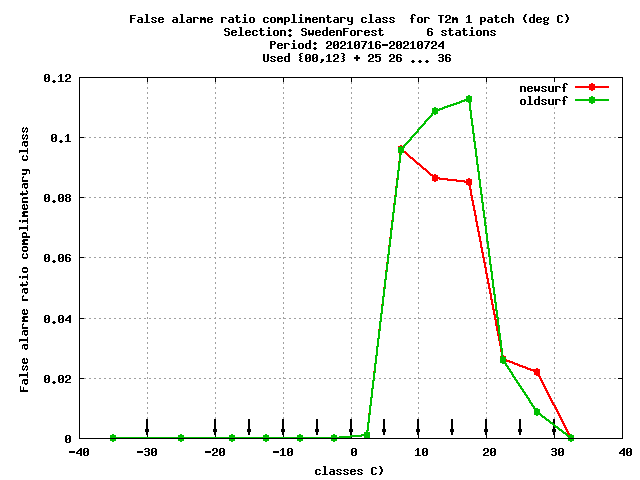 False alarme ratio complimentary class  for T2m 1 patch (deg C)
Selection: SwedenForest      6 stations
Period: 20210716-20210724
Used {00,12} + 25 26 ... 36
0.12
0.1
0.08
0.06
0.04
0.02
0
False alarme ratio complimentary class
newsurf
oldsurf
-40 -30 -20 -10 0 10 20 30 40
classes C)